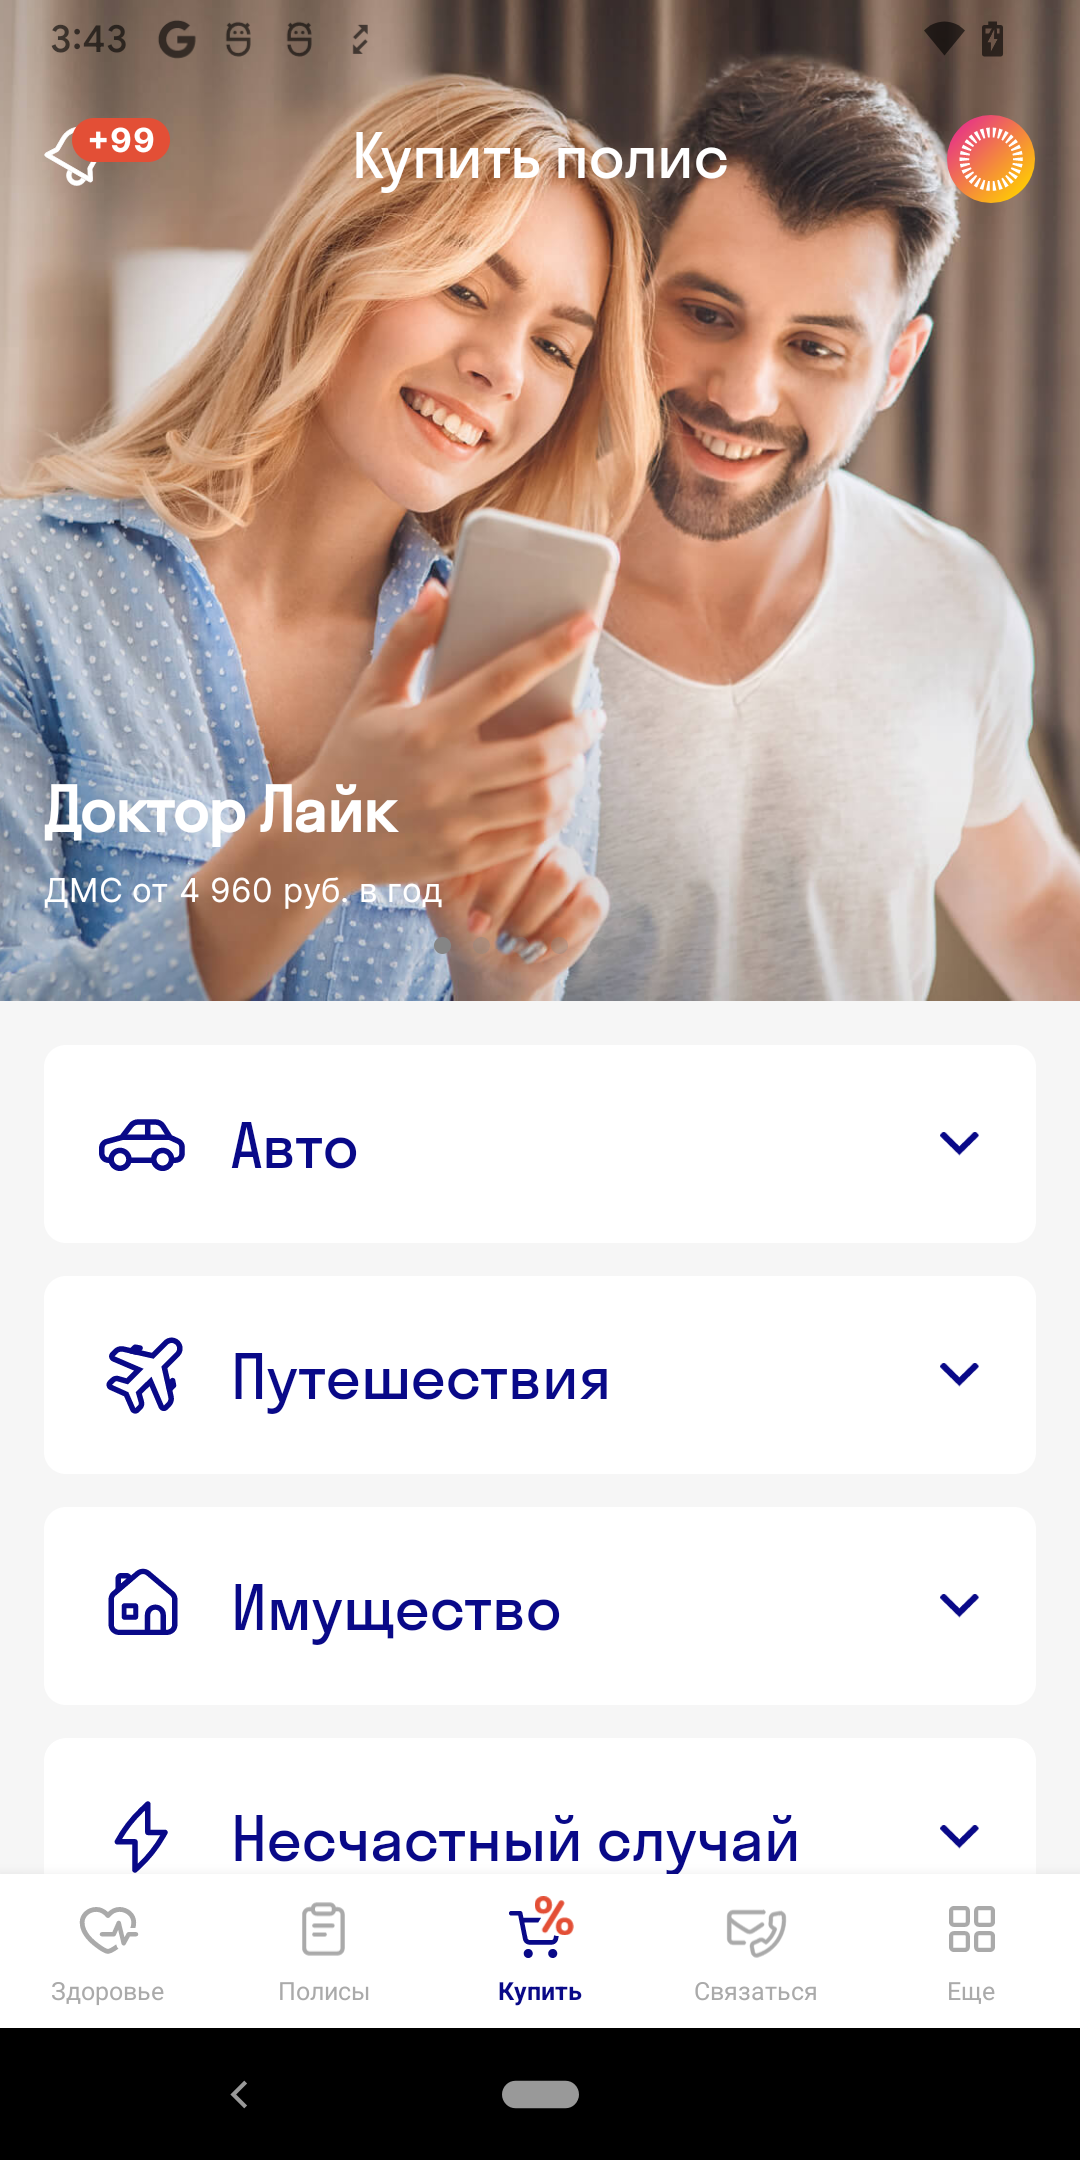 3:43
+99
Купить полис
Доктор Лайк
ДМС от 4 960 руб. в год
Авто
Путешествия
Имущество
Несчастный случай
%
Здоровье
Полисы
Купить
Связаться
Еще